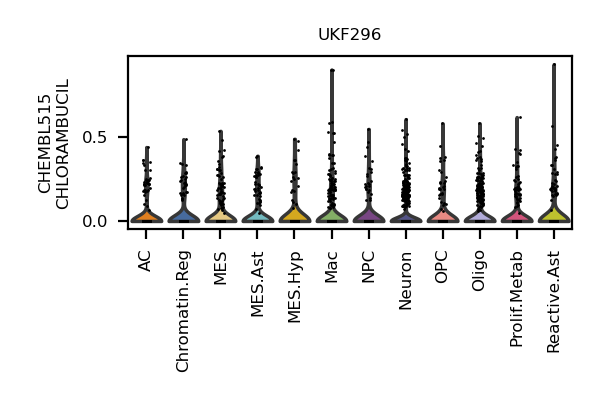 UKF296
CHEMBL515
CHLORAMBUCIL
0.5
0.0
AC
Chromatin.Reg
MES
MES.Ast
MES.Hyp
Mac
NPC
Neuron
OPC
Oligo
Prolif.Metab
Reactive.Ast